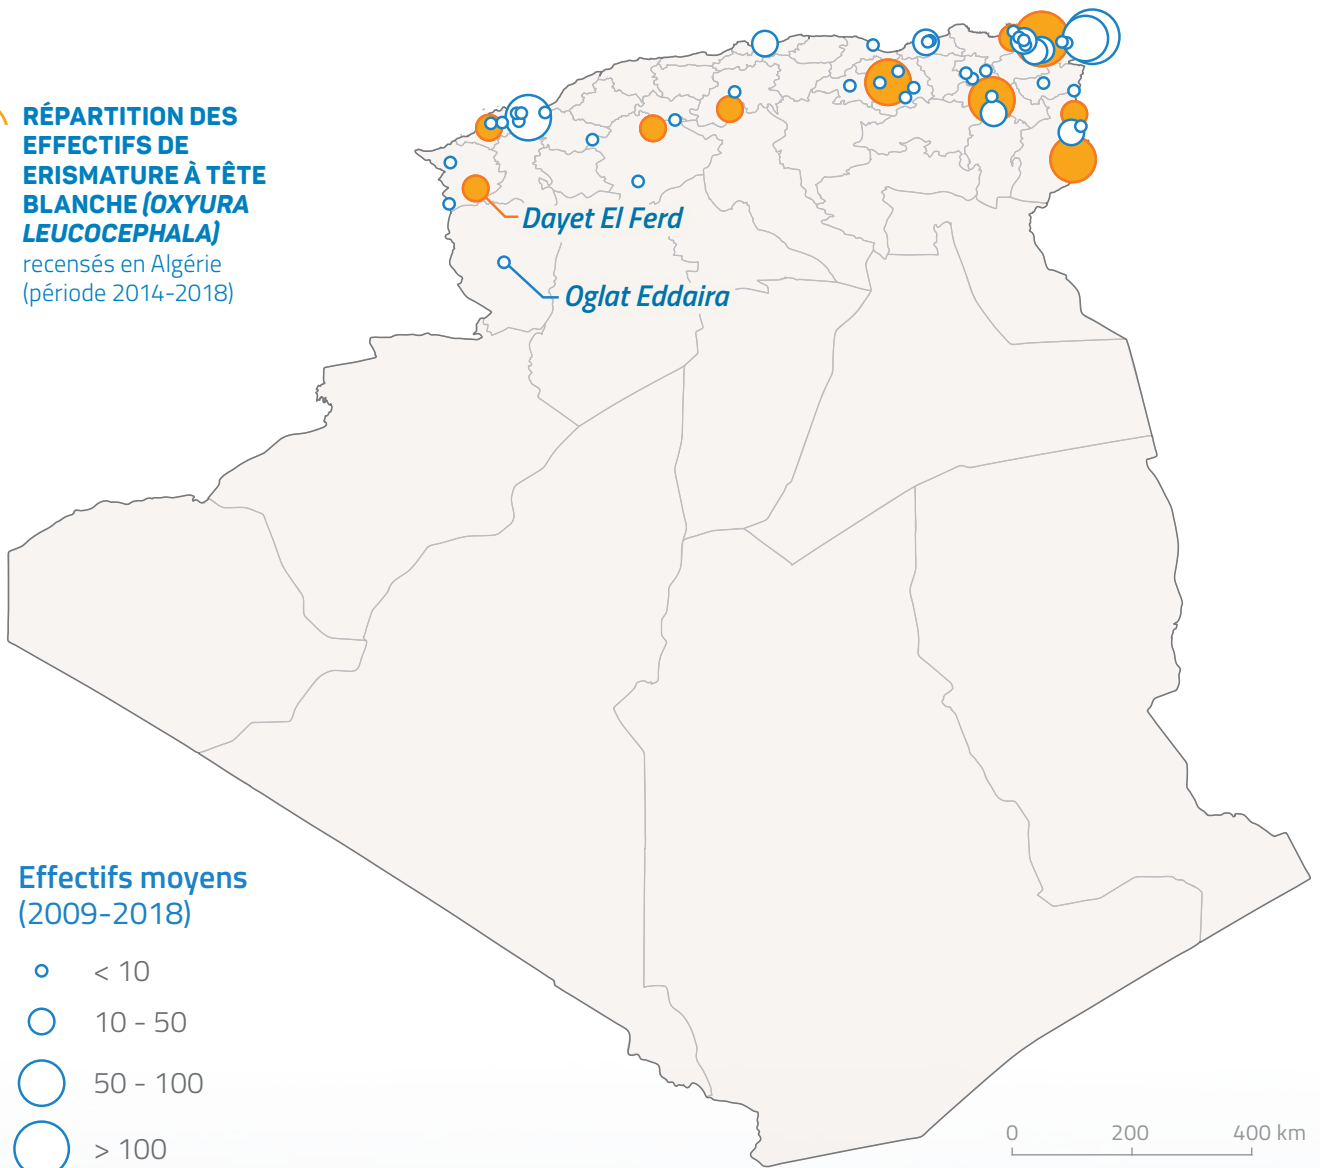 RÉPARTITION DES
EFFECTIFS DE
ERISMATURE À TÊTE
BLANCHE (OXYURA
LEUCOCEPHALA)
recensés en Algérie
(période 2014-2018)
Dayet El Ferd
Oglat Eddaira
Effectifs moyens
(2009-2018)
< 10
10 - 50
50 - 100
> 100
0 200 400 km